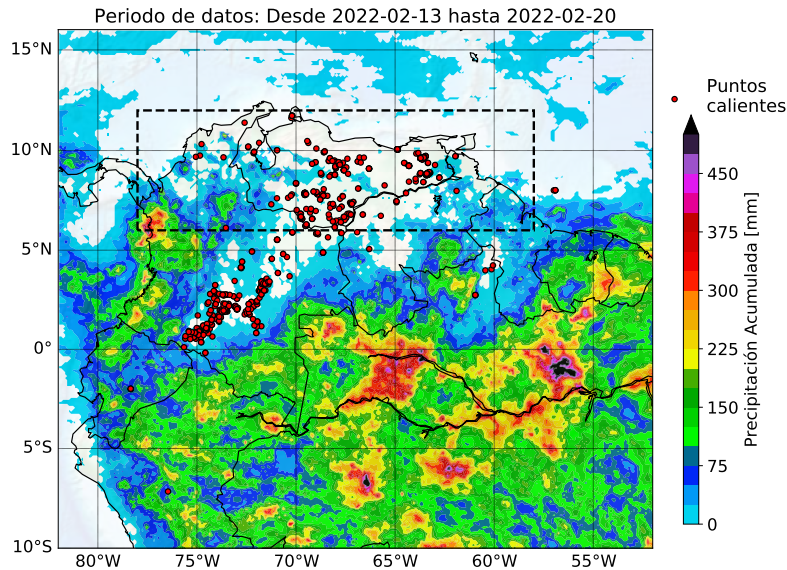 Periodo de datos: Desde 2022-02-13 hasta 2022-02-20
15°N
10°N
5°N
0°
5°S
10°S
80°W
75°W
70°W
65°W
60°W
55°W
Puntos
calientes
450
375
300
225
150
75
0
Precipitación Acumulada [mm]